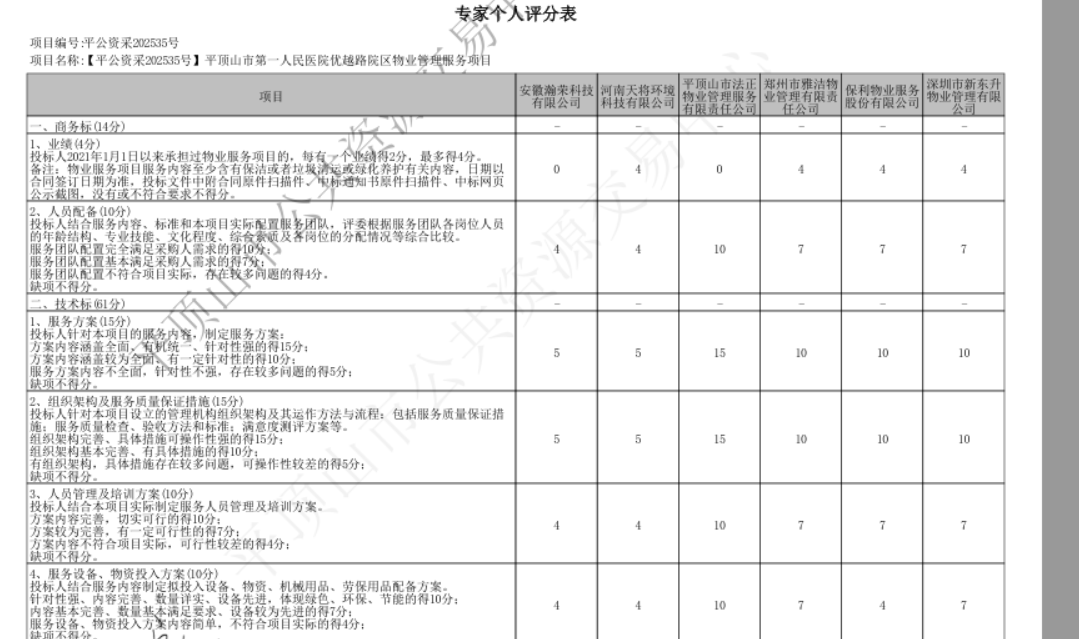 专家个人评分表
项目编号:平公资采202535号
项目名称:【平公资采202535号】平顶山市第一人民医院优越路院区物业管理服务项目
项目
安徽瀚荣科技有限公司
河南天将环境科技有限公司
平顶山市法正物业管理服务有限责任公司
郑州市雅洁物业管理有限责任公司
保利物业服务股份有限公司
深圳市新东升物业管理有限公司
一、商务标(14分) – – – – – –
1、业绩(4分)
投标人2021年1月1日以来承担过物业服务项目的，每有一个业绩得2分，最多得4分。
备注：物业服务项目服务内容至少含有保洁或者垃圾清运或绿化养护有关内容，日期以
合同签订日期为准，投标文件中附合同原件扫描件、中标通知书原件扫描件、中标网页
公示截图，没有或不符合要求不得分。
0 4 0 4 4 4
2、人员配备(10分)
投标人结合服务内容、标准和本项目实际配置服务团队，评委根据服务团队各岗位人员
的年龄结构、专业技能、文化程度、综合素质及各岗位的分配情况等综合比较。
服务团队配置完全满足采购人需求的得10分；
服务团队配置基本满足采购人需求的得7分；
服务团队配置不符合项目实际，存在较多问题的得4分。
缺项不得分。
4 4 10 7 7 7
二、技术标(61分) – – – – – –
1、服务方案(15分)
投标人针对本项目的服务内容，制定服务方案：
方案内容涵盖全面，有机统一、针对性强的得15分；
方案内容涵盖较为全面，有一定针对性的得10分；
服务方案内容不全面，针对性不强，存在较多问题的得5分；
缺项不得分。
5 5 15 10 10 10
2、组织架构及服务质量保证措施(15分)
投标人针对本项目设立的管理机构组织架构及其运作方法与流程；包括服务质量保证措
施；服务质量检查、验收方法和标准；满意度测评方案等。
组织架构完善、具体措施可操作性强的得15分；
组织架构基本完善、有具体措施的得10分；
有组织架构，具体措施存在较多问题，可操作性较差的得5分；
缺项不得分。
5 5 15 10 10 10
3、人员管理及培训方案(10分)
投标人结合本项目实际制定服务人员管理及培训方案。
方案内容完善，切实可行的得10分；
方案较为完善，有一定可行性的得7分；
方案内容不符合项目实际，可行性较差的得4分；
缺项不得分。
4 4 10 7 7 7
4、服务设备、物资投入方案(10分)
投标人结合服务内容制定拟投入设备、物资、机械用品、劳保用品配备方案。
针对性强、内容完善、数量详实、设备先进，体现绿色、环保、节能的得10分；
内容基本完善、数量基本满足要求、设备较为先进的得7分；
服务设备、物资投入方案内容简单，不符合项目实际的得4分；
缺项不得分。
4 4 10 7 4 7
平顶山市公共资源交易中心
平顶山市公共资源交易中心